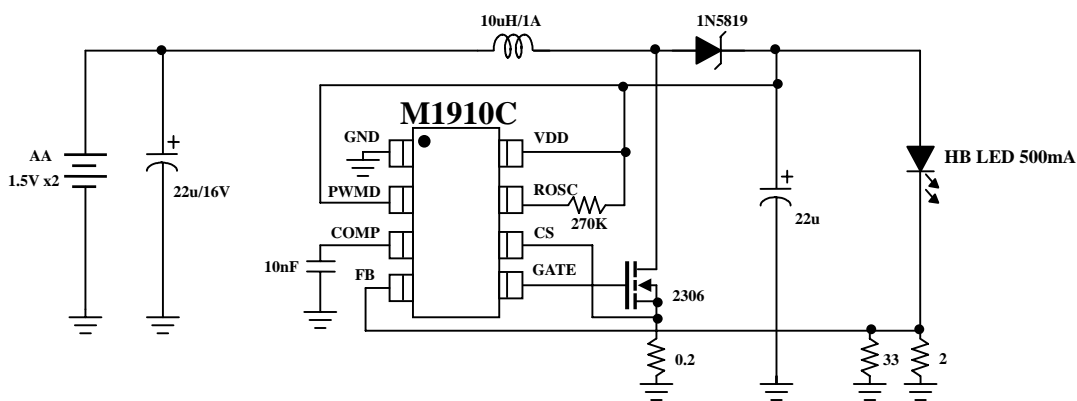 10uH/1A
1N5819
M1910C
GND
VDD
AA
1.5V x2
+
22u/16V
HB LED 500mA
PWMD
ROSC
270K
+
22u
COMP
CS
10nF
FB
GATE
2306
0.2
33
2